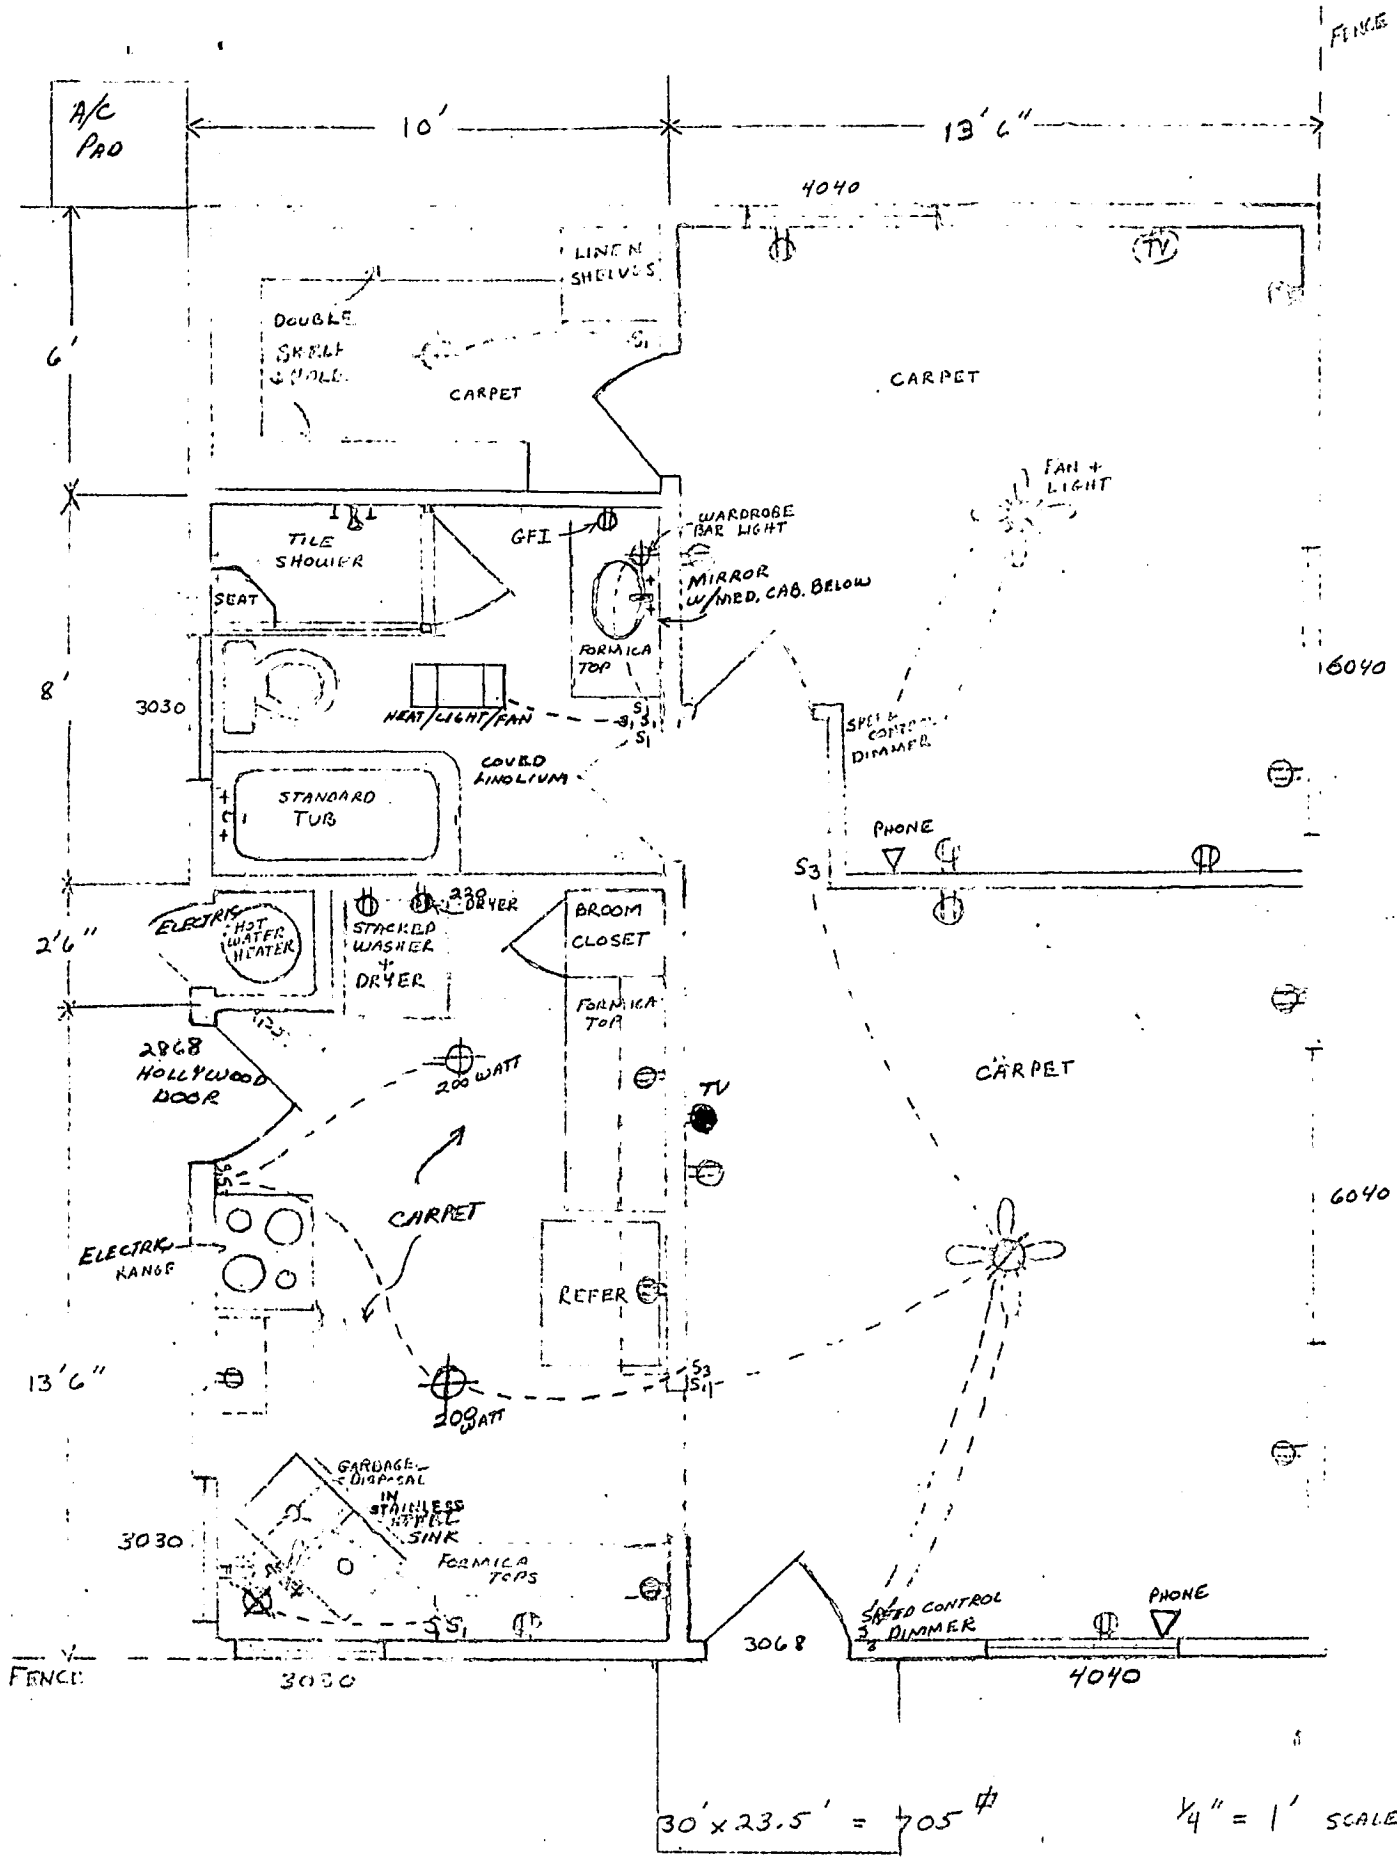 FENCE
A/C
PAD
10'
13'6"
4040
LINEN
SHELVES
TV
DOUBLE
SHELF
S1
6'
CARPET
CARPET
FAN +
LIGHT
WARDROBE
BAR LIGHT
GFI
TILE
SHOWER
MIRROR
W/MED. CAB. BELOW
SEAT
FORMICA
TOP
8'
3030
HEAT/LIGHT/FAN
S1
S1 S1
S1
6040
SPEED
CONTROL
DIMMER
COVED
LINOLIUM
STANDARD
TUB
PHONE
S3
ELECTRIC
HOT
WATER
HEATER
230
DRYER
STACKED
WASHER
+
DRYER
BROOM
CLOSET
2'6"
FORMICA
TOP
2868
HOLLYWOOD
DOOR
200 WATT
CARPET
TV
CARPET
6040
ELECTRIC
RANGE
REFER
13'6"
S3
S1
200
WATT
GARBAGE
DISPOSAL
IN
STAINLESS
STEEL
SINK
3030
FORMICA
TOPS
S S1
SPEED CONTROL
DIMMER
S
3
PHONE
3068
FENCE
3030
4040
30' x 23.5' = 705 ⌗
1/4" = 1' SCALE